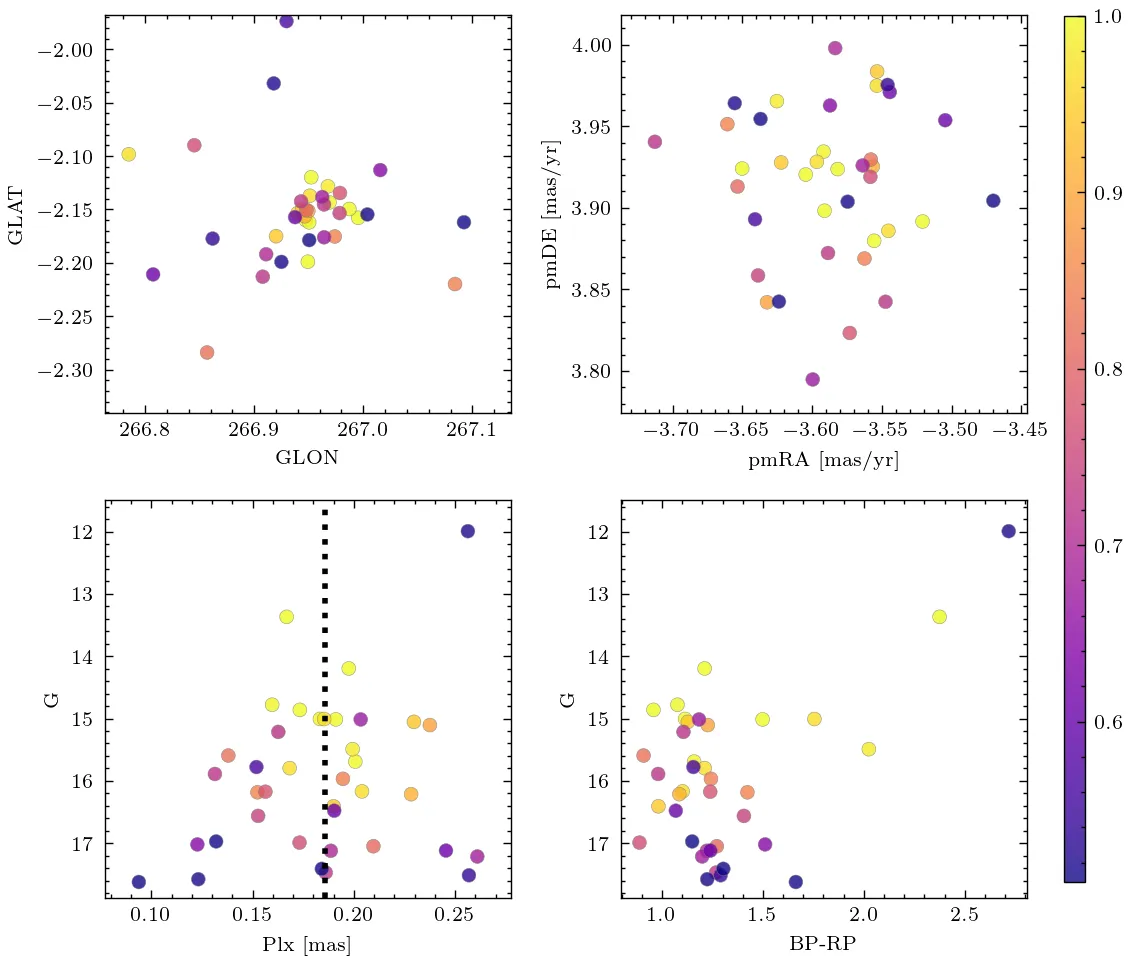 −2.00
−2.05
−2.10
−2.15
−2.20
−2.25
−2.30
GLAT
266.8 266.9 267.0 267.1
GLON
4.00
3.95
3.90
3.85
3.80
pmDE [mas/yr]
−3.70 −3.65 −3.60 −3.55 −3.50 −3.45
pmRA [mas/yr]
12
13
14
15
16
17
G
0.10 0.15 0.20 0.25
Plx [mas]
12
13
14
15
16
17
G
1.0 1.5 2.0 2.5
BP-RP
1.0
0.9
0.8
0.7
0.6